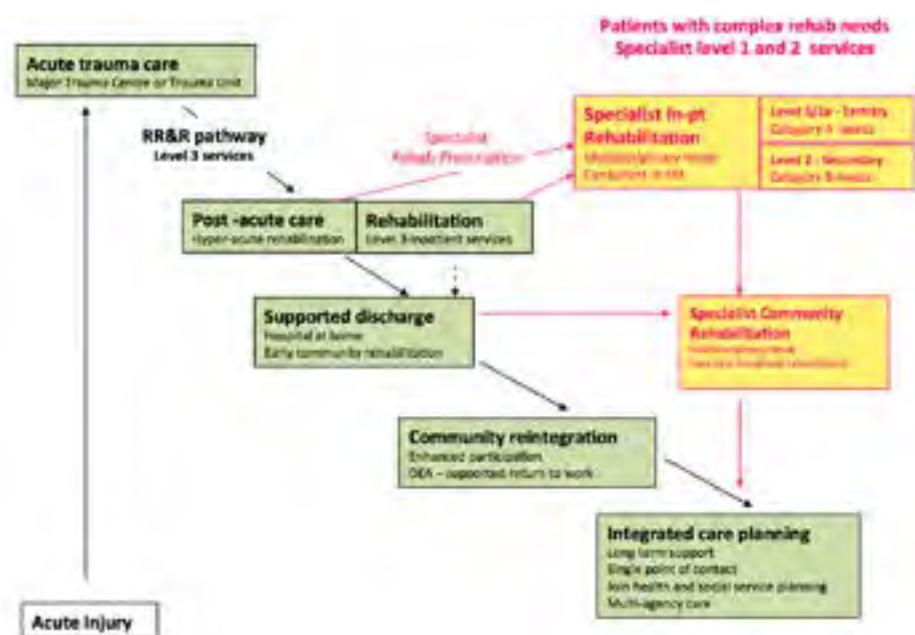 Patients with complex rehab needs
Specialist level 1 and 2 services
Acute trauma care
Major Trauma Centre or Trauma Unit
RR&R pathway
Level 3 services
Specialist
Rehab Prescription
Specialist In-pt
Rehabilitation
Level 2 - Secondary
Post -acute care
Hyper-acute rehabilitation
Rehabilitation
Level 3 inpatient services
Supported discharge
Hospital at home
Early community rehabilitation
Specialist Community
Rehabilitation
Community reintegration
Enhanced participation
DEA – supported return to work
Integrated care planning
Long term support
Single point of contact
Join health and social service planning
Multi-agency care
Acute Injury